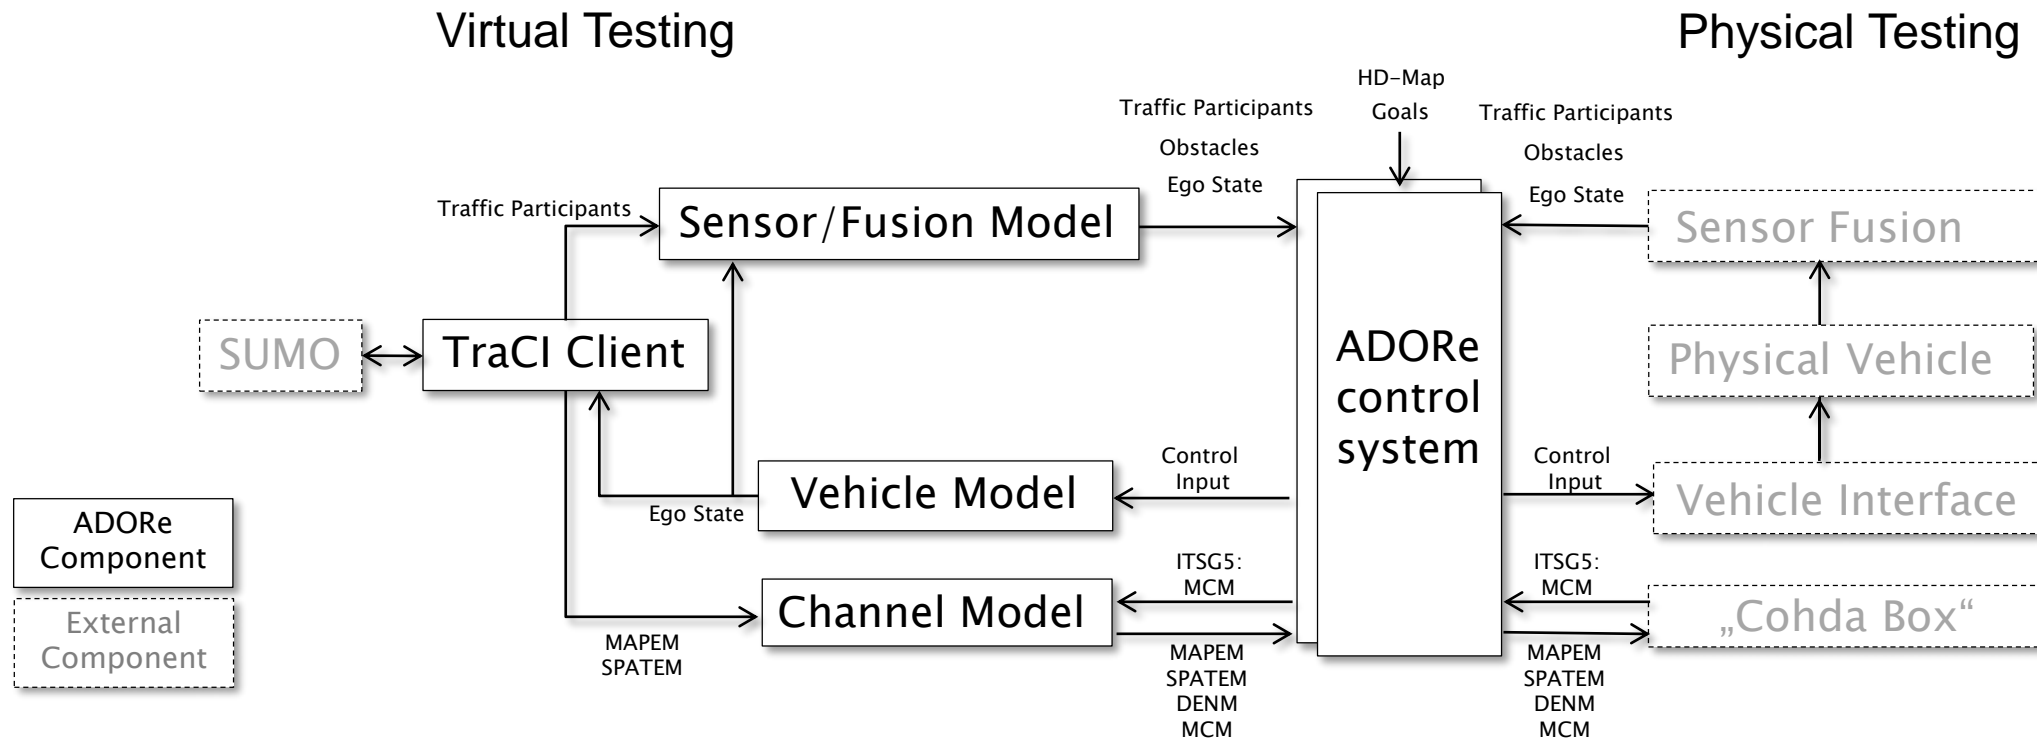 Virtual Testing
Physical Testing
HD-Map
Goals
Traffic Participants
Obstacles
Ego State
Traffic Participants
Obstacles
Ego State
Traffic Participants
Sensor/Fusion Model
Sensor Fusion
SUMO
TraCI Client
ADORe
control
system
Physical Vehicle
Control
Input
Control
Input
Vehicle Model
Ego State
Vehicle Interface
ADORe
Component
ITSG5:
MCM
ITSG5:
MCM
Channel Model
„Cohda Box“
External
Component
MAPEM
SPATEM
MAPEM
SPATEM
DENM
MCM
MAPEM
SPATEM
DENM
MCM